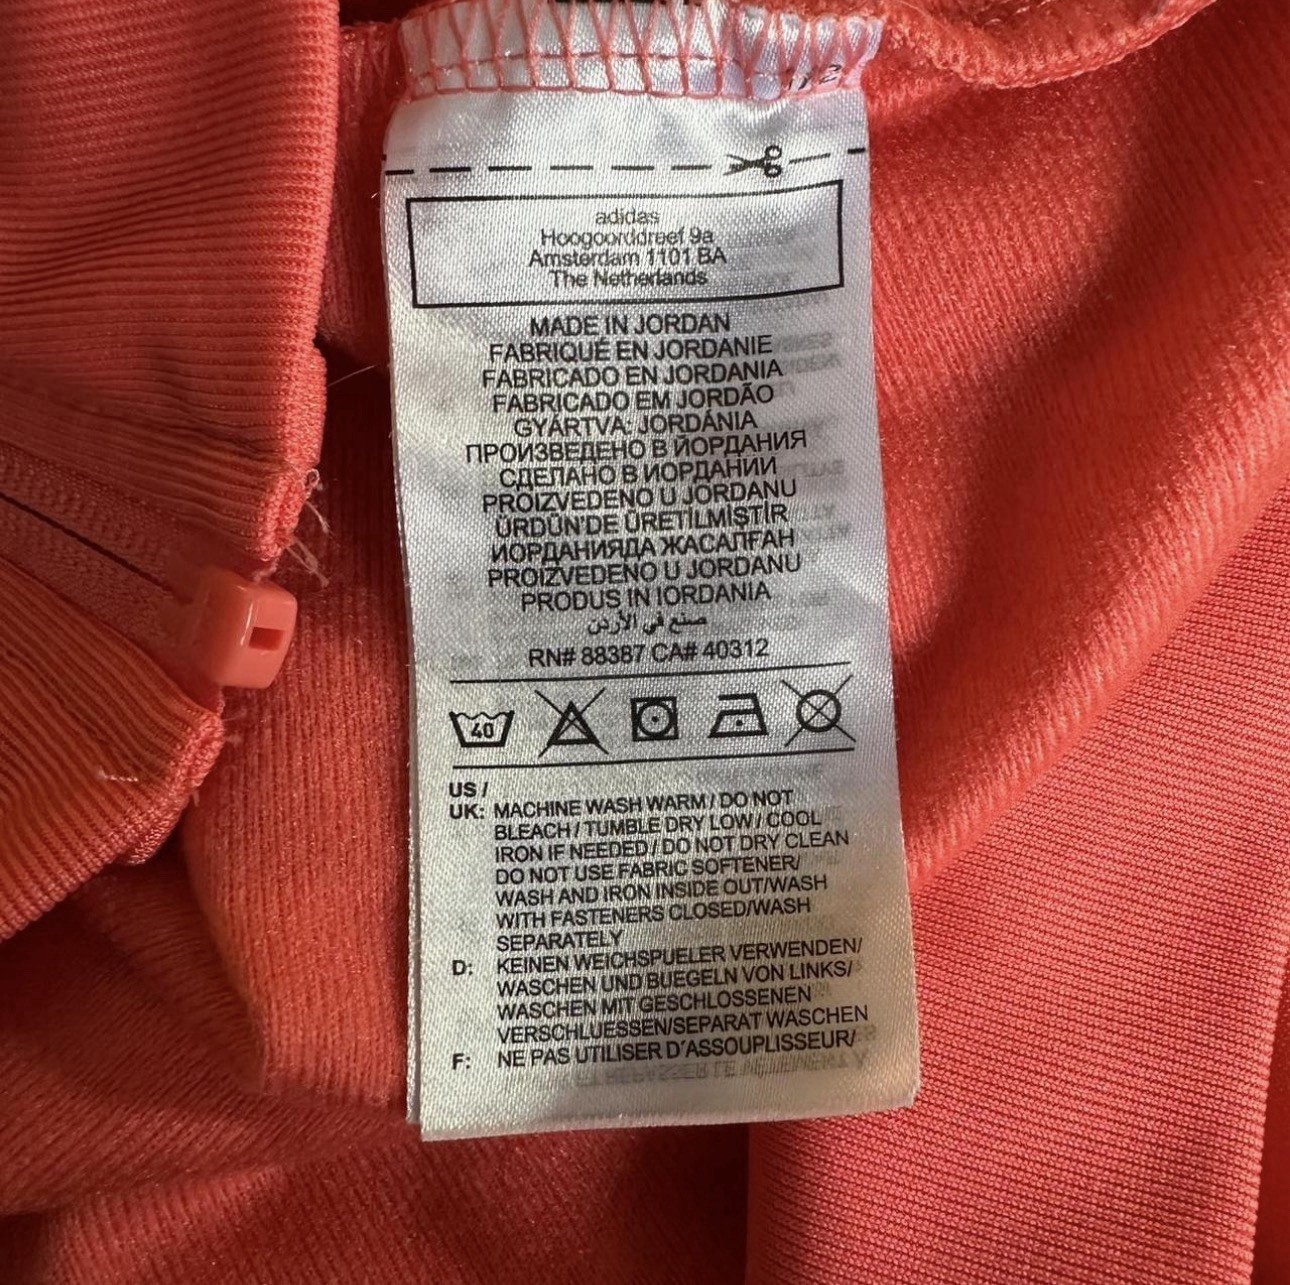 adidas
Hoogoorddreef 9a
Amsterdam 1101 BA
The Netherlands
MADE IN JORDAN
FABRIQUÉ EN JORDANIE
FABRICADO EN JORDANIA
FABRICADO EM JORDÃO
GYÁRTVA: JORDÁNIA
ПРОИЗВЕДЕНО В ЙОРДАНИЯ
СДЕЛАНО В ИОРДАНИИ
PROIZVEDENO U JORDANU
ÜRDÜN'DE ÜRETİLMİŞTİR
ИОРДАНИЯДА ЖАСАЛҒАН
PROIZVEDENO U JORDANU
PRODUS IN IORDANIA
صنع في الأردن
RN# 88387 CA# 40312
40
US /
UK: MACHINE WASH WARM / DO NOT
BLEACH / TUMBLE DRY LOW / COOL
IRON IF NEEDED / DO NOT DRY CLEAN
DO NOT USE FABRIC SOFTENER/
WASH AND IRON INSIDE OUT/WASH
WITH FASTENERS CLOSED/WASH
SEPARATELY
D: KEINEN WEICHSPUELER VERWENDEN/
WASCHEN UND BUEGELN VON LINKS/
WASCHEN MIT GESCHLOSSENEN
VERSCHLUESSEN/SEPARAT WASCHEN
F: NE PAS UTILISER D'ASSOUPLISSEUR/